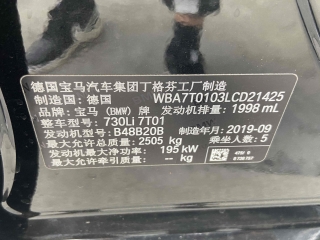 德国宝马汽车集团丁格芬工厂制造
制造国：德国 WBA7T0103LCD21425
品牌：宝马 (BMW) 牌 发动机排量：1998 mL
整车型号：730Li 7T01
发动机型号：B48B20B 制造年月：2019-09
最大允许总质量：2505 kg 乘坐人数：5
发动机最大净功率：195 kW
最大允许牵引质量：- kg